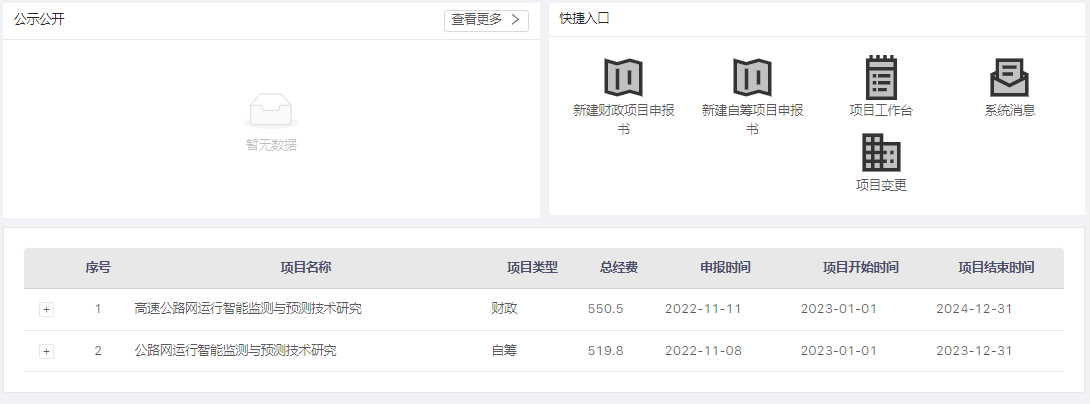 公示公开
查看更多
暂无数据
快捷入口
新建财政项目申报
书
新建自筹项目申报
书
项目工作台
系统消息
项目变更
序号 项目名称 项目类型 总经费 申报时间 项目开始时间 项目结束时间
+ 1 高速公路网运行智能监测与预测技术研究 财政 550.5 2022-11-11 2023-01-01 2024-12-31
+ 2 公路网运行智能监测与预测技术研究 自筹 519.8 2022-11-08 2023-01-01 2023-12-31